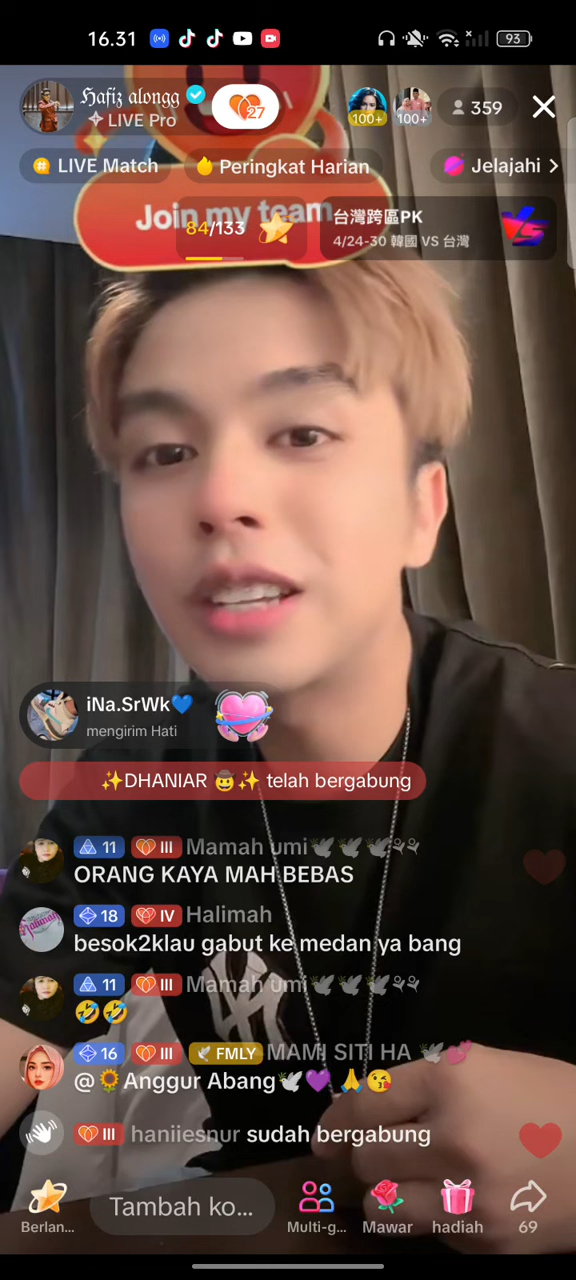 16.31
93
Hafiz alongg
LIVE Pro
27
100+
100+
359
LIVE Match
Peringkat Harian
Jelajahi
Join my team
84/133
台灣跨區PK
4/24-30 韓國 VS 台灣
VS
iNa.SrWk💙
mengirim Hati
✨DHANIAR 🤠✨ telah bergabung
11 III Mamah umi🕊🕊🕊
ORANG KAYA MAH BEBAS
18 IV Halimah
besok2klau gabut ke medan ya bang
11 III Mamah umi🕊🕊🕊
🤣🤣
16 III FMLY MAMI SITI HA 🕊💕
@🌻Anggur Abang🕊💜🙏😘
III haniiesnur sudah bergabung
Berlan...
Tambah ko...
Multi-g...
Mawar
hadiah
69